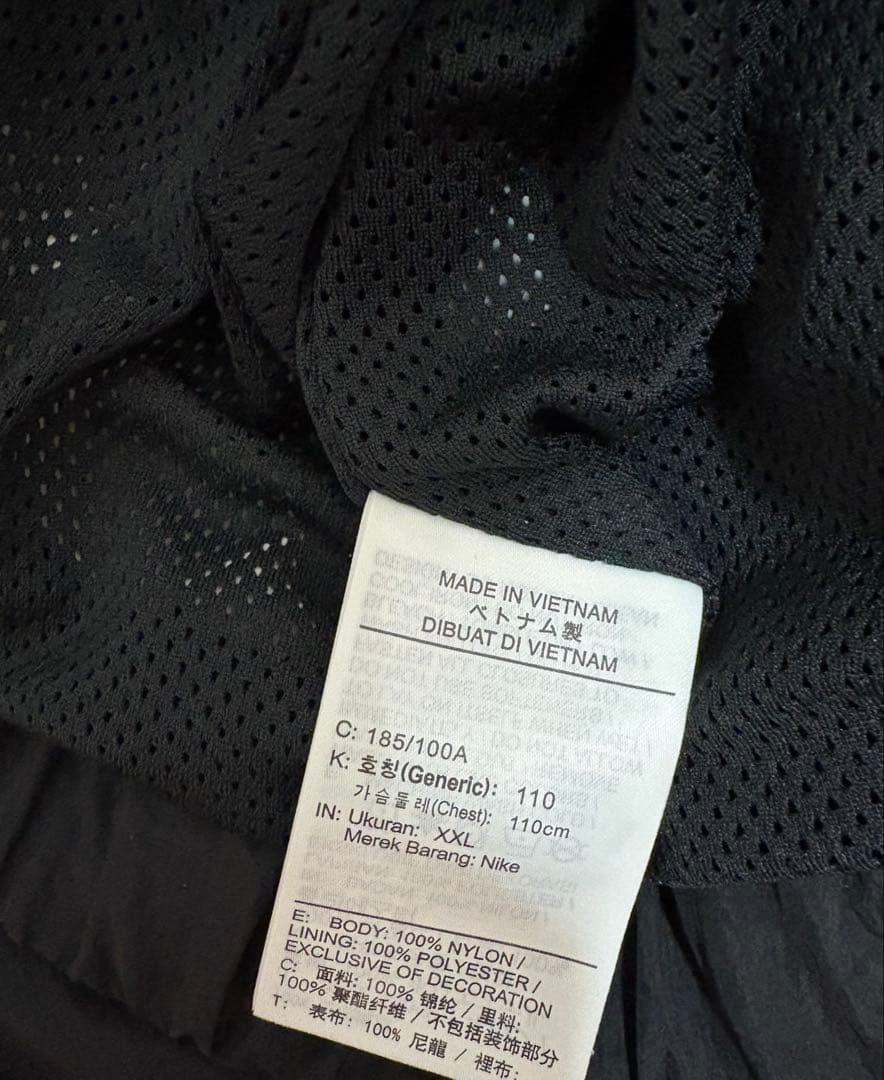 MADE IN VIETNAM
ベトナム製
DIBUAT DI VIETNAM
C: 185/100A
K: 호칭(Generic): 110
가슴둘레(Chest): 110cm
IN: Ukuran: XXL
Merek Barang: Nike
E: BODY: 100% NYLON /
LINING: 100% POLYESTER /
EXCLUSIVE OF DECORATION
C: 面料: 100% 锦纶 / 里料:
100% 聚酯纤维 / 不包括装饰部分
T: 表布: 100% 尼龍 / 裡布: